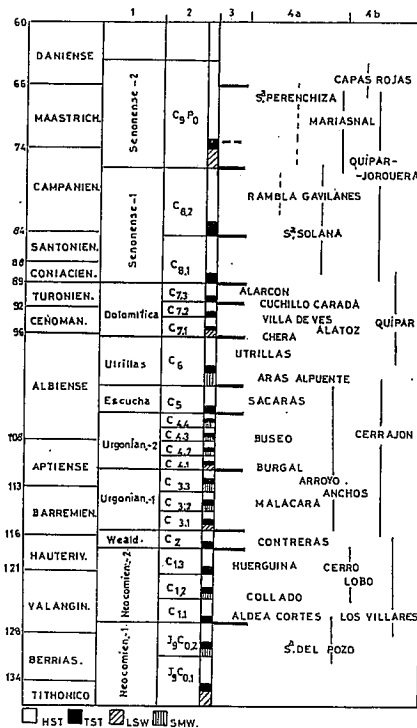 1 2 3 4a 4b
60
DANIENSE
66
MAASTRICH.
74
CAMPANIEN.
84
SANTONIEN.
88
CONIACIEN.
89
TURONIEN.
92
CEÑOMAN.
96
ALBIENSE
108
APTIENSE
113
BARREMIEN.
116
HAUTERIV.
121
VALANGIN.
128
BERRIAS.
134
TITHONICO
Senonense-2
Senonense-1
Dolomitica
Utrillas
Escucha
Urgonian.-2
Urgonian.-1
Weald.
Neocomien.-2
Neocomien.-1
C9P0
C8,2
C8,1
C7,3
C7,2
C7,1
C6
C5
C4.4
C4.3
C4.2
C4.1
C3.3
C3.2
C3.1
C2
C1,3
C1,2
C1,1
J9C0,2
J9C0,1
Sª.PERENCHIZA
RAMBLA GAVILANES
Sª.SOLANA
ALARCON
CUCHILLO CARADA
VILLA DE VES
ALATOZ
CHERA
UTRILLAS
ARAS ALPUENTE
SACARAS
BUSEO
BURGAL
ARROYO
ANCHOS
MALACARA
CONTRERAS
HUERGUINA
COLLADO
ALDEA CORTES
Sª.DEL POZO
CAPAS ROJAS
MARIASNAL
QUIPAR-
-JORQUERA
QUIPAR
CERRAJON
CERRO
LOBO
LOS VILLARES
HST TST LSW SMW.